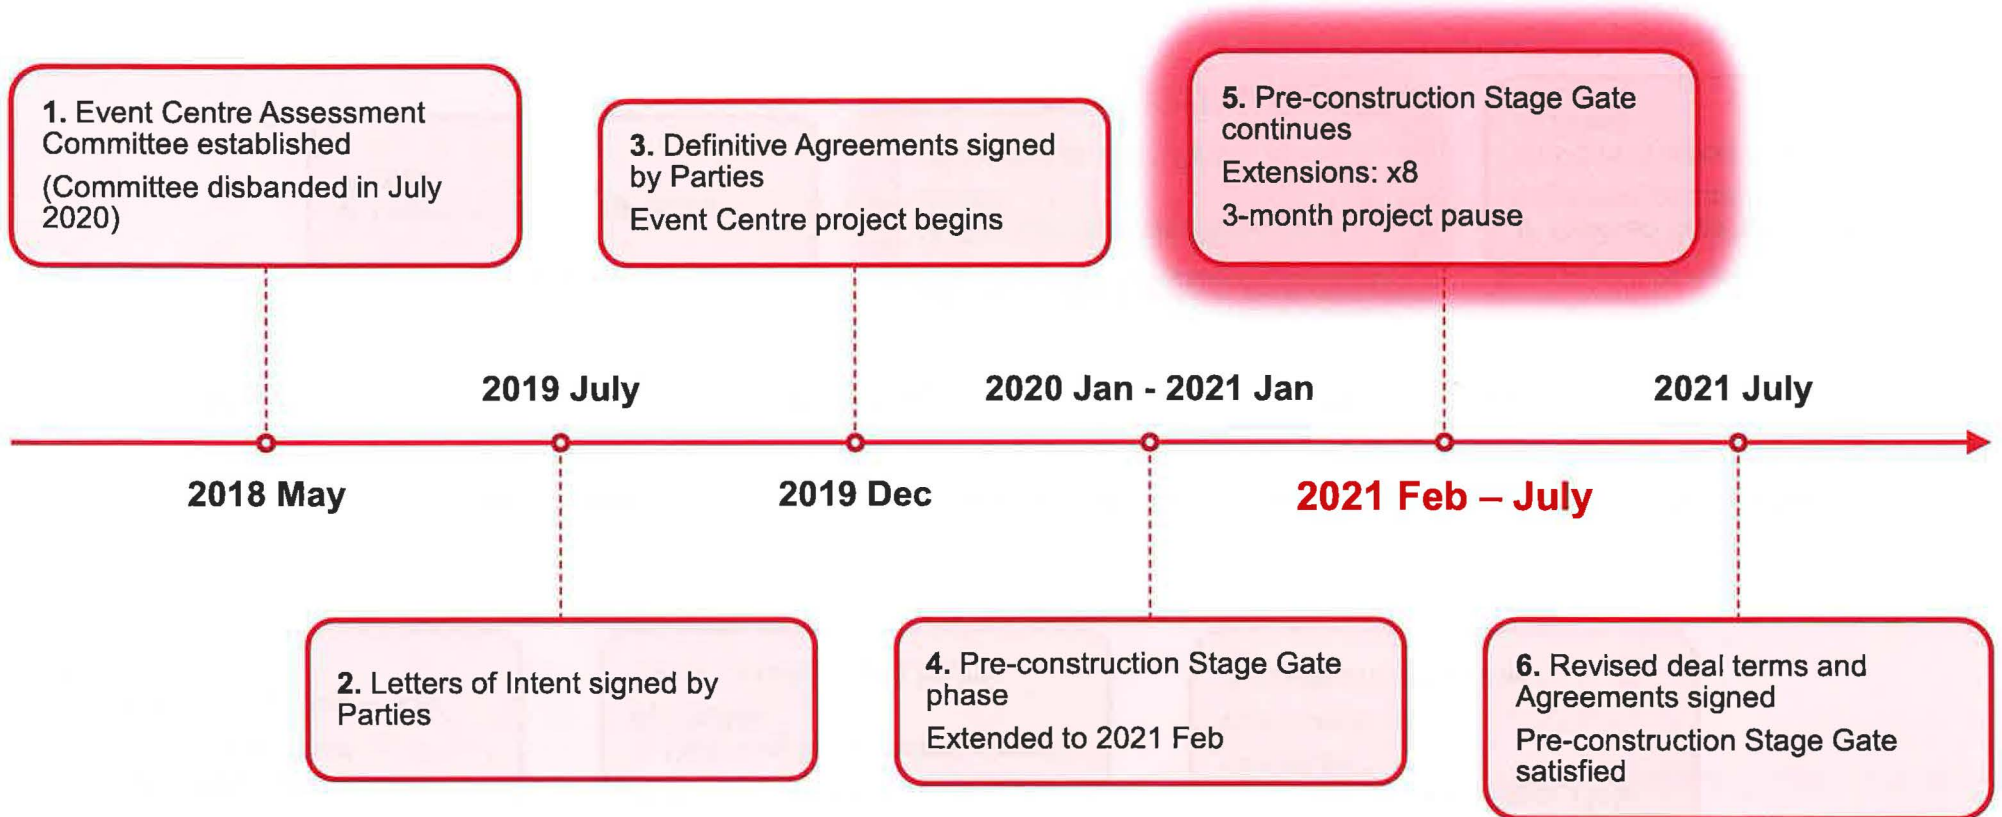 1. Event Centre Assessment
Committee established
(Committee disbanded in July
2020)
3. Definitive Agreements signed
by Parties
Event Centre project begins
5. Pre-construction Stage Gate
continues
Extensions: x8
3-month project pause
2019 July
2020 Jan - 2021 Jan
2021 July
2018 May
2019 Dec
2021 Feb – July
2. Letters of Intent signed by
Parties
4. Pre-construction Stage Gate
phase
Extended to 2021 Feb
6. Revised deal terms and
Agreements signed
Pre-construction Stage Gate
satisfied